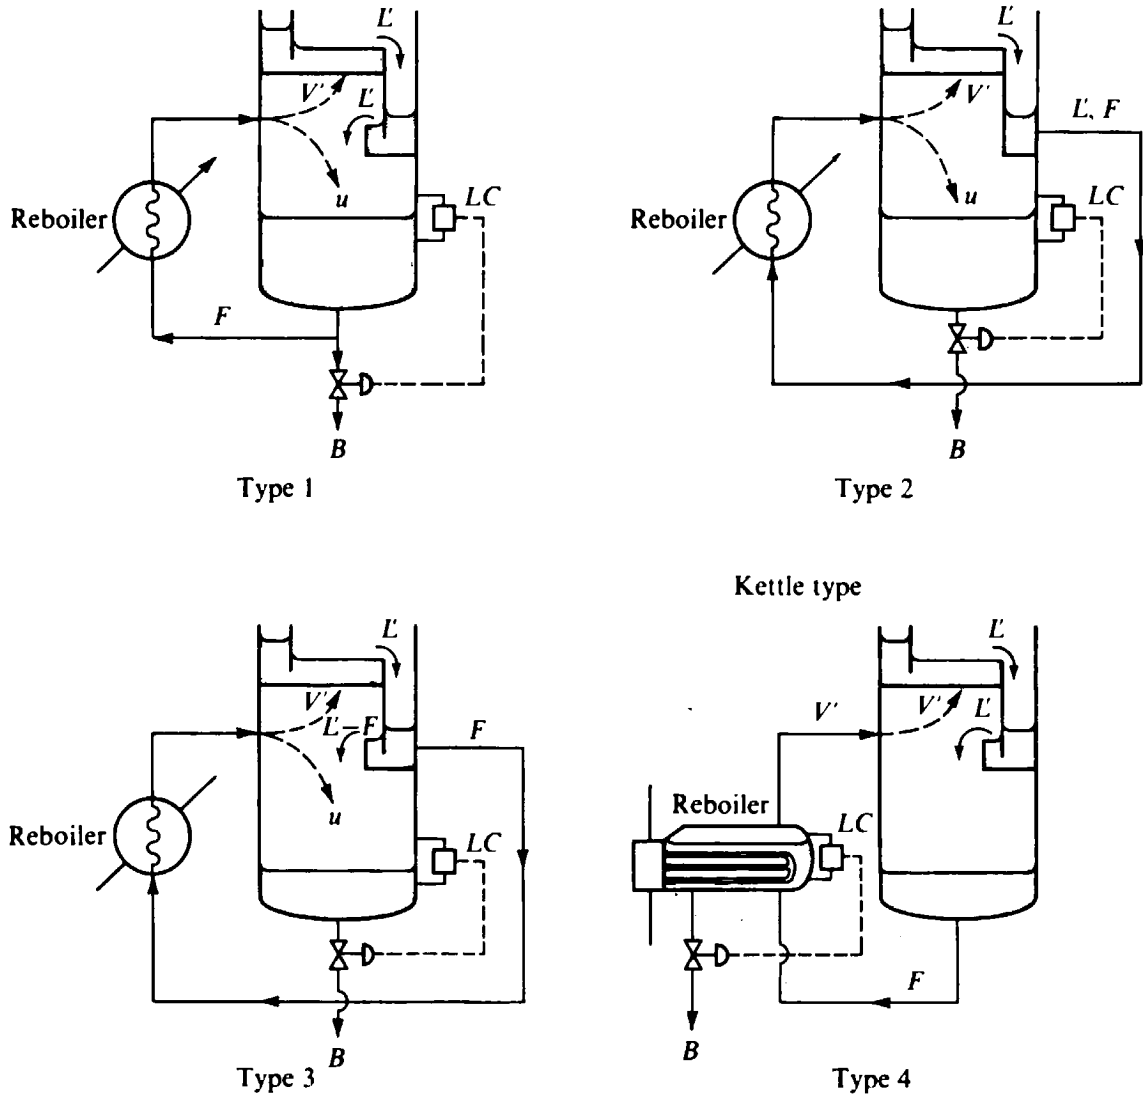 L'
V'
L'
Reboiler
u
LC
F
B
Type 1
L'
V'
L', F
Reboiler
u
LC
B
Type 2
Kettle type
L'
V'
L' – F
F
Reboiler
u
LC
B
Type 3
L'
V'
V'
L'
Reboiler
LC
F
B
Type 4